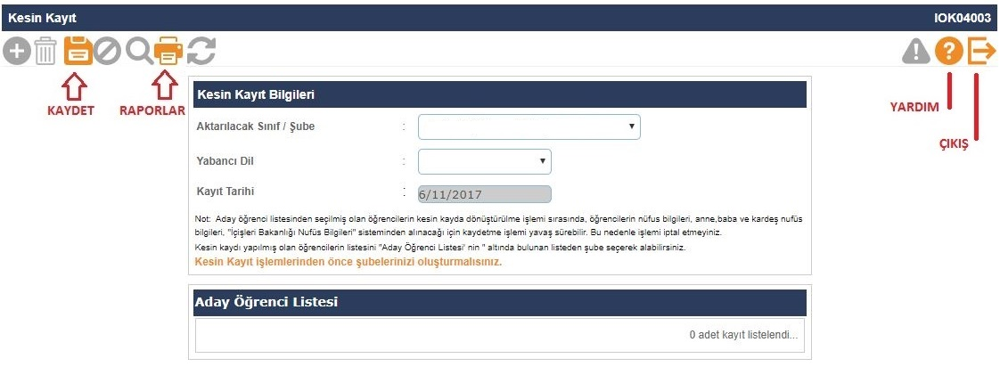 Kesin Kayıt IOK04003
KAYDET RAPORLAR
YARDIM
ÇIKIŞ
Kesin Kayıt Bilgileri
Aktarılacak Sınıf / Şube :
Yabancı Dil :
Kayıt Tarihi : 6/11/2017
Not: Aday öğrenci listesinden seçilmiş olan öğrencilerin kesin kayda dönüştürülme işlemi sırasında, öğrencilerin nüfus bilgileri, anne,baba ve kardeş nufüs
bilgileri, "İçişleri Bakanlığı Nufüs Bilgileri" sisteminden alınacağı için kaydetme işlemi yavaş sürebilir. Bu nedenle işlemi iptal etmeyiniz.
Kesin kaydı yapılmış olan öğrencilerin listesini "Aday Öğrenci Listesi' nin " altında bulunan listeden şube seçerek alabilirsiniz.
Kesin Kayıt işlemlerinden önce şubelerinizi oluşturmalısınız.
Aday Öğrenci Listesi
0 adet kayıt listelendi...